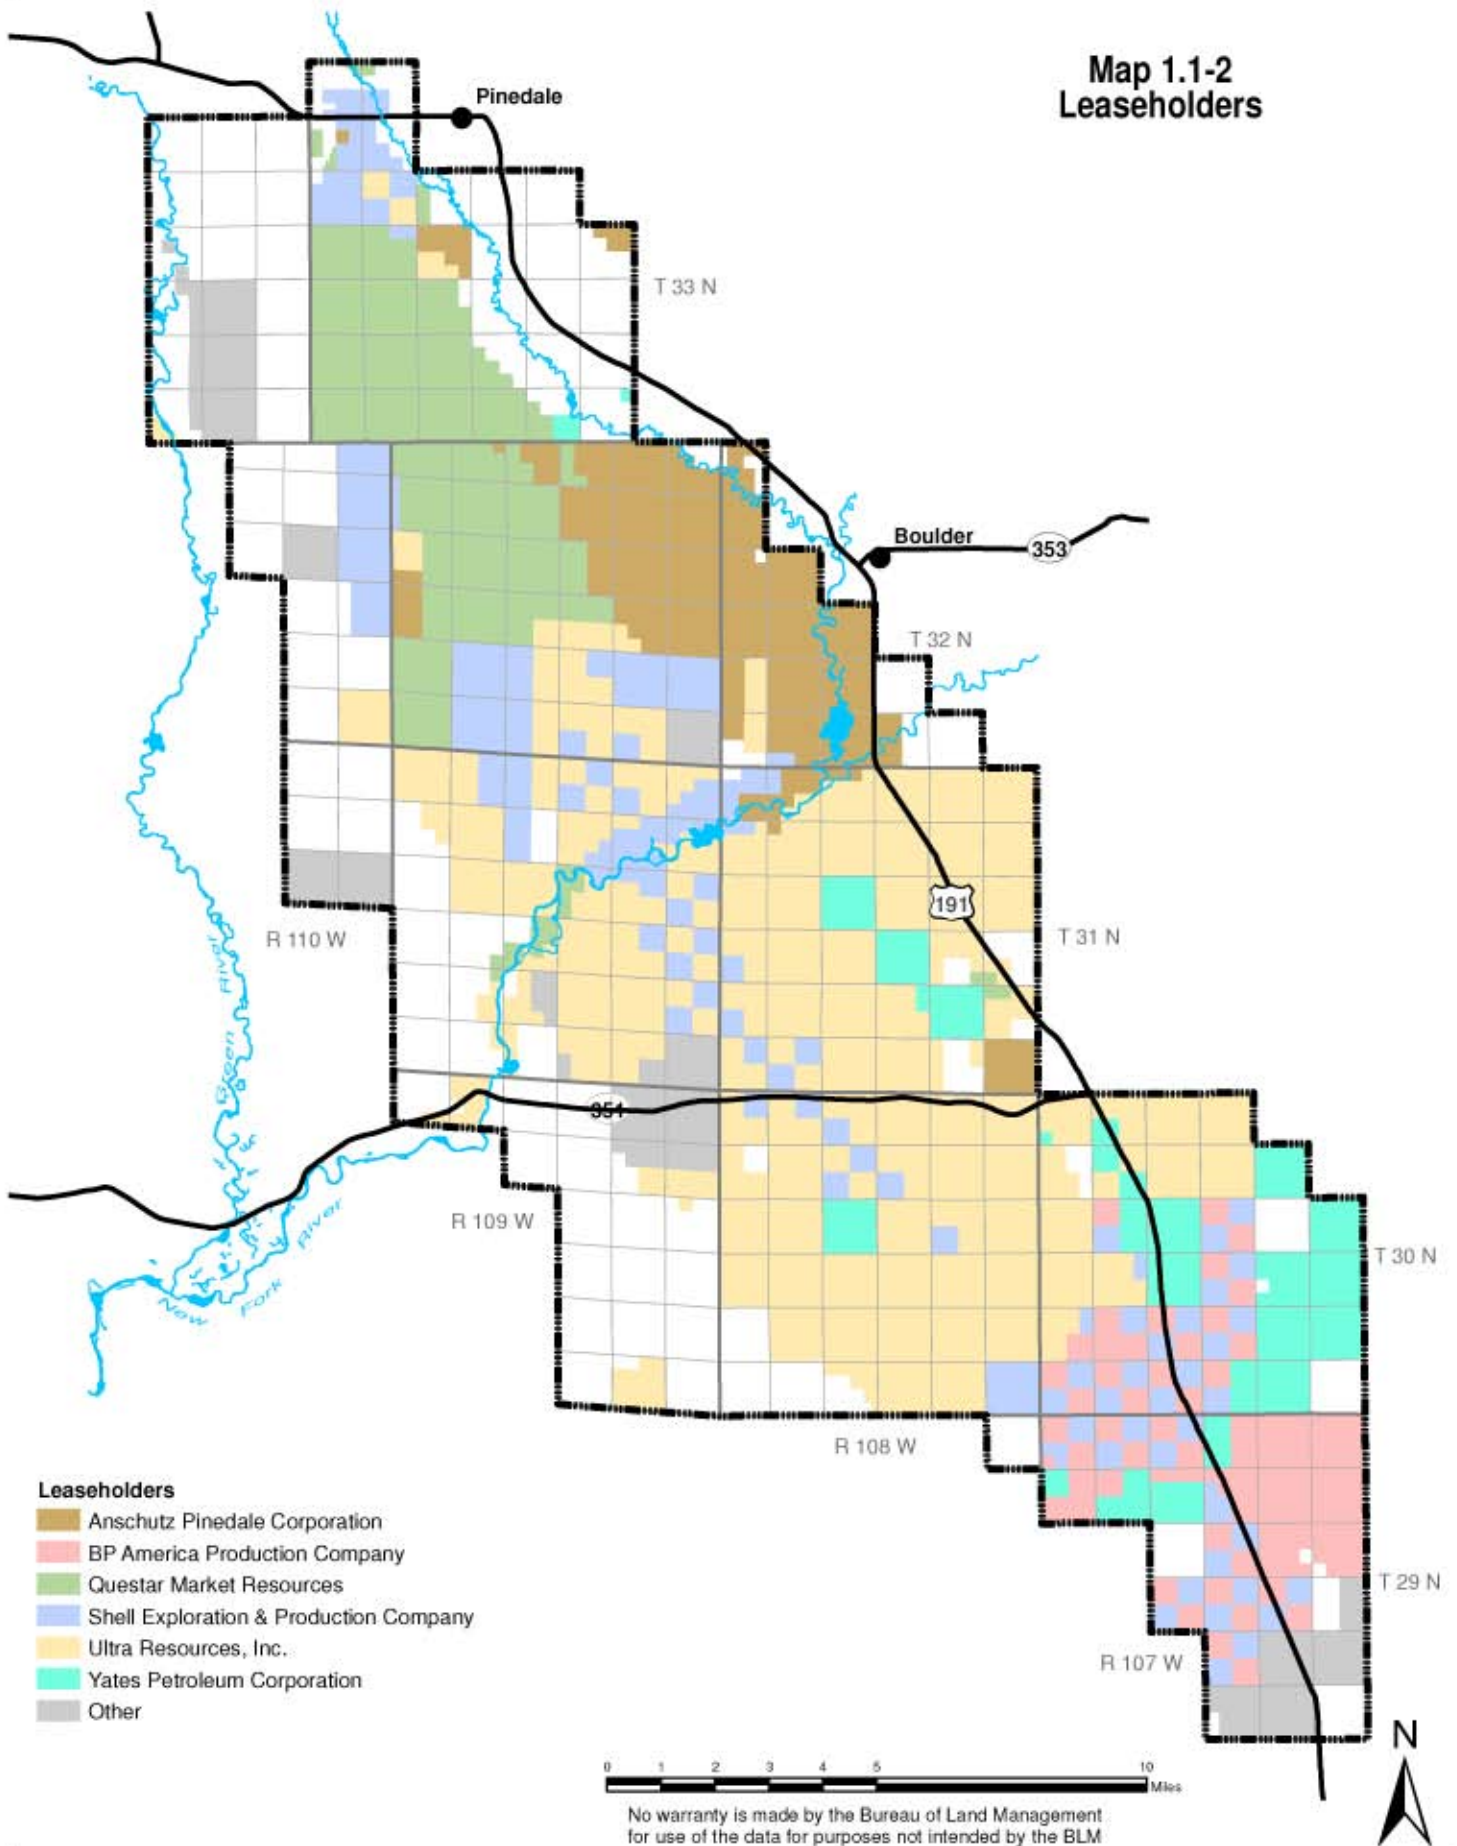 Map 1.1-2
Leaseholders
Pinedale
T 33 N
Boulder
353
T 32 N
191
R 110 W
T 31 N
Green River
351
R 109 W
New Fork River
T 30 N
R 108 W
Leaseholders
Anschutz Pinedale Corporation
BP America Production Company
Questar Market Resources
Shell Exploration & Production Company
Ultra Resources, Inc.
Yates Petroleum Corporation
Other
T 29 N
R 107 W
N
0 1 2 3 4 5 10
Miles
No warranty is made by the Bureau of Land Management
for use of the data for purposes not intended by the BLM